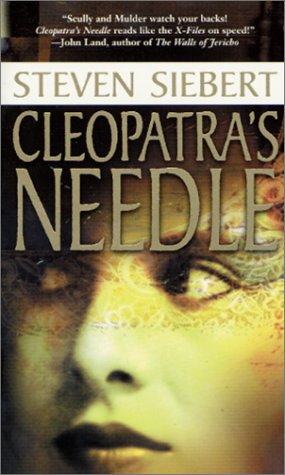 "Scully and Mulder watch your backs!
Cleopatra's Needle reads like the X-Files on speed!"
—John Land, author of The Walls of Jericho
STEVEN SIEBERT
CLEOPATRA'S
NEEDLE